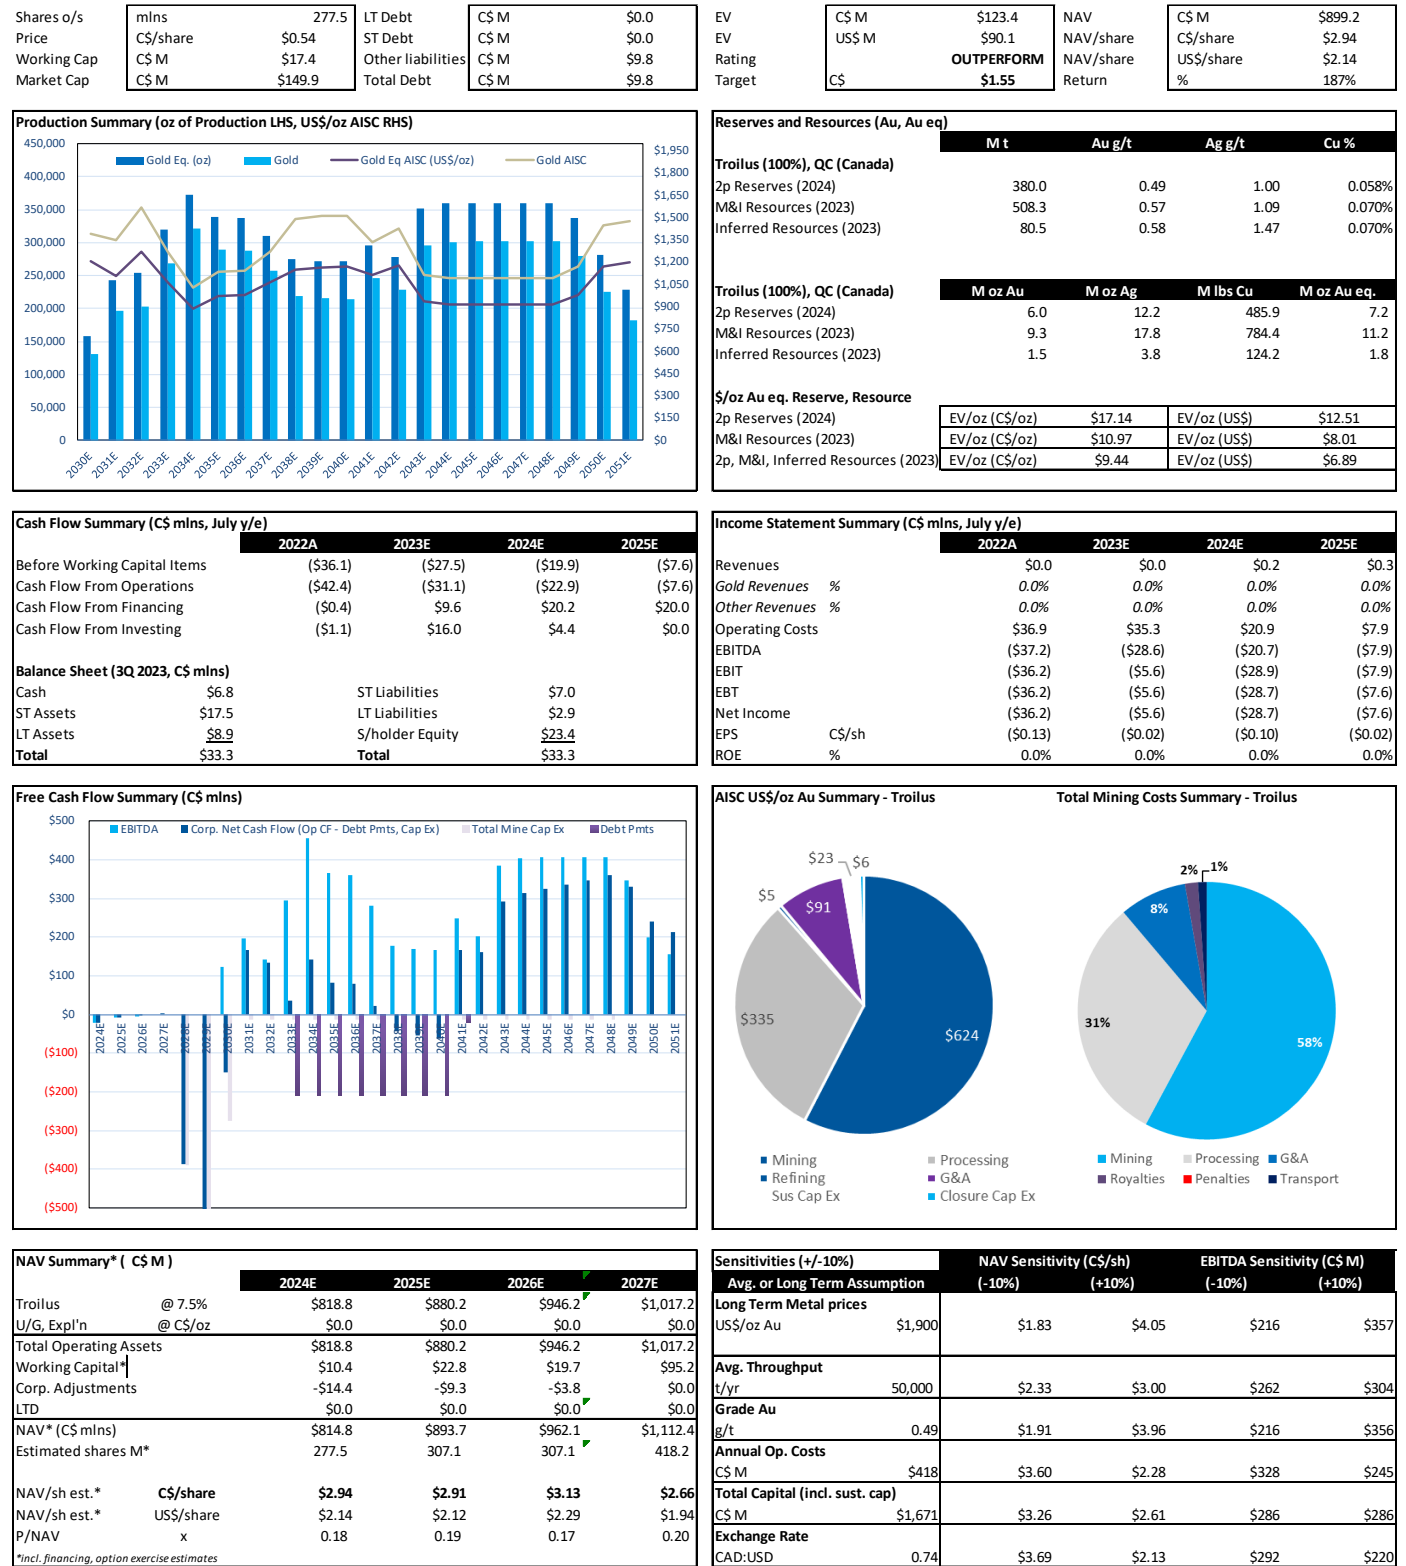 Shares o/s mlns 277.5 LT Debt C$ M $0.0 EV C$ M $123.4 NAV C$ M $899.2
Price C$/share $0.54 ST Debt C$ M $0.0 EV US$ M $90.1 NAV/share C$/share $2.94
Working Cap C$ M $17.4 Other liabilities C$ M $9.8 Rating OUTPERFORM NAV/share US$/share $2.14
Market Cap C$ M $149.9 Total Debt C$ M $9.8 Target C$ $1.55 Return % 187%
Production Summary (oz of Production LHS, US$/oz AISC RHS)
Gold Eq. (oz) Gold Gold Eq AISC (US$/oz) Gold AISC
450,000
400,000
350,000
300,000
250,000
200,000
150,000
100,000
50,000
0
$1,950
$1,800
$1,650
$1,500
$1,350
$1,200
$1,050
$900
$750
$600
$450
$300
$150
$0
2030E 2031E 2032E 2033E 2034E 2035E 2036E 2037E 2038E 2039E 2040E 2041E 2042E 2043E 2044E 2045E 2046E 2047E 2048E 2049E 2050E 2051E
Reserves and Resources (Au, Au eq)
M t Au g/t Ag g/t Cu %
Troilus (100%), QC (Canada)
2p Reserves (2024) 380.0 0.49 1.00 0.058%
M&I Resources (2023) 508.3 0.57 1.09 0.070%
Inferred Resources (2023) 80.5 0.58 1.47 0.070%
Troilus (100%), QC (Canada) M oz Au M oz Ag M lbs Cu M oz Au eq.
2p Reserves (2024) 6.0 12.2 485.9 7.2
M&I Resources (2023) 9.3 17.8 784.4 11.2
Inferred Resources (2023) 1.5 3.8 124.2 1.8
$/oz Au eq. Reserve, Resource
2p Reserves (2024) EV/oz (C$/oz) $17.14 EV/oz (US$) $12.51
M&I Resources (2023) EV/oz (C$/oz) $10.97 EV/oz (US$) $8.01
2p, M&I, Inferred Resources (2023) EV/oz (C$/oz) $9.44 EV/oz (US$) $6.89
Cash Flow Summary (C$ mlns, July y/e)
2022A 2023E 2024E 2025E
Before Working Capital Items ($36.1) ($27.5) ($19.9) ($7.6)
Cash Flow From Operations ($42.4) ($31.1) ($22.9) ($7.6)
Cash Flow From Financing ($0.4) $9.6 $20.2 $20.0
Cash Flow From Investing ($1.1) $16.0 $4.4 $0.0
Balance Sheet (3Q 2023, C$ mlns)
Cash $6.8 ST Liabilities $7.0
ST Assets $17.5 LT Liabilities $2.9
LT Assets $8.9 S/holder Equity $23.4
Total $33.3 Total $33.3
Income Statement Summary (C$ mlns, July y/e)
2022A 2023E 2024E 2025E
Revenues $0.0 $0.0 $0.2 $0.3
Gold Revenues % 0.0% 0.0% 0.0% 0.0%
Other Revenues % 0.0% 0.0% 0.0% 0.0%
Operating Costs $36.9 $35.3 $20.9 $7.9
EBITDA ($37.2) ($28.6) ($20.7) ($7.9)
EBIT ($36.2) ($5.6) ($28.9) ($7.9)
EBT ($36.2) ($5.6) ($28.7) ($7.6)
Net Income ($36.2) ($5.6) ($28.7) ($7.6)
EPS C$/sh ($0.13) ($0.02) ($0.10) ($0.02)
ROE % 0.0% 0.0% 0.0% 0.0%
Free Cash Flow Summary (C$ mlns)
EBITDA Corp. Net Cash Flow (Op CF - Debt Pmts, Cap Ex) Total Mine Cap Ex Debt Pmts
$500
$400
$300
$200
$100
$0
($100)
($200)
($300)
($400)
($500)
2024E 2025E 2026E 2027E 2028E 2029E 2030E 2031E 2032E 2033E 2034E 2035E 2036E 2037E 2038E 2039E 2040E 2041E 2042E 2043E 2044E 2045E 2046E 2047E 2048E 2049E 2050E 2051E
AISC US$/oz Au Summary - Troilus
$23 $6
$5
$91
$335
$624
Mining Processing
Refining G&A
Sus Cap Ex Closure Cap Ex
Total Mining Costs Summary - Troilus
2% 1%
8%
31%
58%
Mining Processing G&A
Royalties Penalties Transport
NAV Summary* ( C$ M )
2024E 2025E 2026E 2027E
Troilus @ 7.5% $818.8 $880.2 $946.2 $1,017.2
U/G, Expl'n @ C$/oz $0.0 $0.0 $0.0 $0.0
Total Operating Assets $818.8 $880.2 $946.2 $1,017.2
Working Capital* $10.4 $22.8 $19.7 $95.2
Corp. Adjustments -$14.4 -$9.3 -$3.8 $0.0
LTD $0.0 $0.0 $0.0 $0.0
NAV* (C$ mlns) $814.8 $893.7 $962.1 $1,112.4
Estimated shares M* 277.5 307.1 307.1 418.2
NAV/sh est.* C$/share $2.94 $2.91 $3.13 $2.66
NAV/sh est.* US$/share $2.14 $2.12 $2.29 $1.94
P/NAV x 0.18 0.19 0.17 0.20
*incl. financing, option exercise estimates
Sensitivities (+/-10%) NAV Sensitivity (C$/sh) EBITDA Sensitivity (C$ M)
Avg. or Long Term Assumption (-10%) (+10%) (-10%) (+10%)
Long Term Metal prices
US$/oz Au $1,900 $1.83 $4.05 $216 $357
Avg. Throughput
t/yr 50,000 $2.33 $3.00 $262 $304
Grade Au
g/t 0.49 $1.91 $3.96 $216 $356
Annual Op. Costs
C$ M $418 $3.60 $2.28 $328 $245
Total Capital (incl. sust. cap)
C$ M $1,671 $3.26 $2.61 $286 $286
Exchange Rate
CAD:USD 0.74 $3.69 $2.13 $292 $220